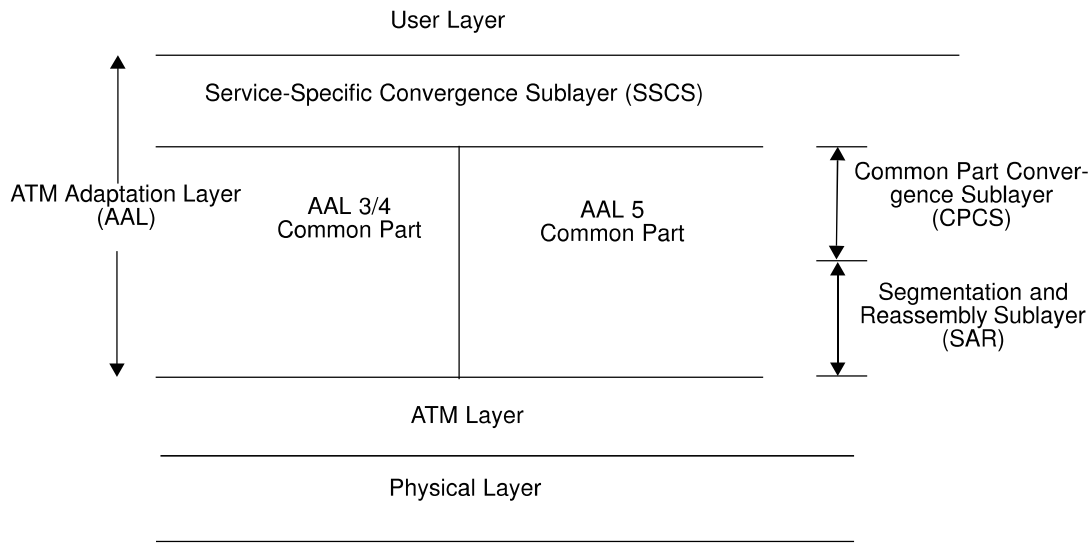 User Layer
Service-Specific Convergence Sublayer (SSCS)
ATM Adaptation Layer
(AAL)
AAL 3/4
Common Part
AAL 5
Common Part
Common Part Conver-
gence Sublayer
(CPCS)
Segmentation and
Reassembly Sublayer
(SAR)
ATM Layer
Physical Layer